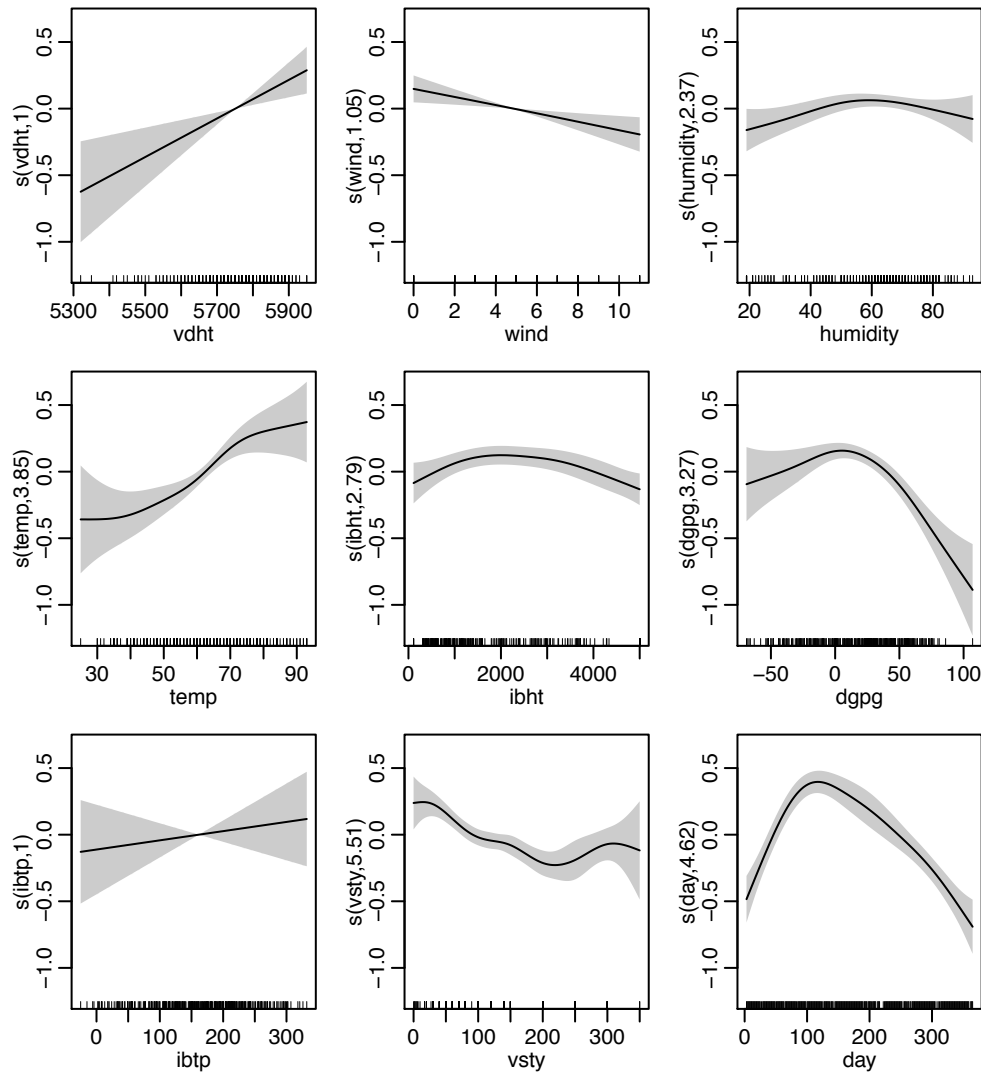 s(vdht,1)
−1.0 −0.5 0.0 0.5
5300 5500 5700 5900
vdht
s(wind,1.05)
−1.0 −0.5 0.0 0.5
0 2 4 6 8 10
wind
s(humidity,2.37)
−1.0 −0.5 0.0 0.5
20 40 60 80
humidity
s(temp,3.85)
−1.0 −0.5 0.0 0.5
30 50 70 90
temp
s(ibht,2.79)
−1.0 −0.5 0.0 0.5
0 2000 4000
ibht
s(dgpg,3.27)
−1.0 −0.5 0.0 0.5
−50 0 50 100
dgpg
s(ibtp,1)
−1.0 −0.5 0.0 0.5
0 100 200 300
ibtp
s(vsty,5.51)
−1.0 −0.5 0.0 0.5
0 100 200 300
vsty
s(day,4.62)
−1.0 −0.5 0.0 0.5
0 100 200 300
day